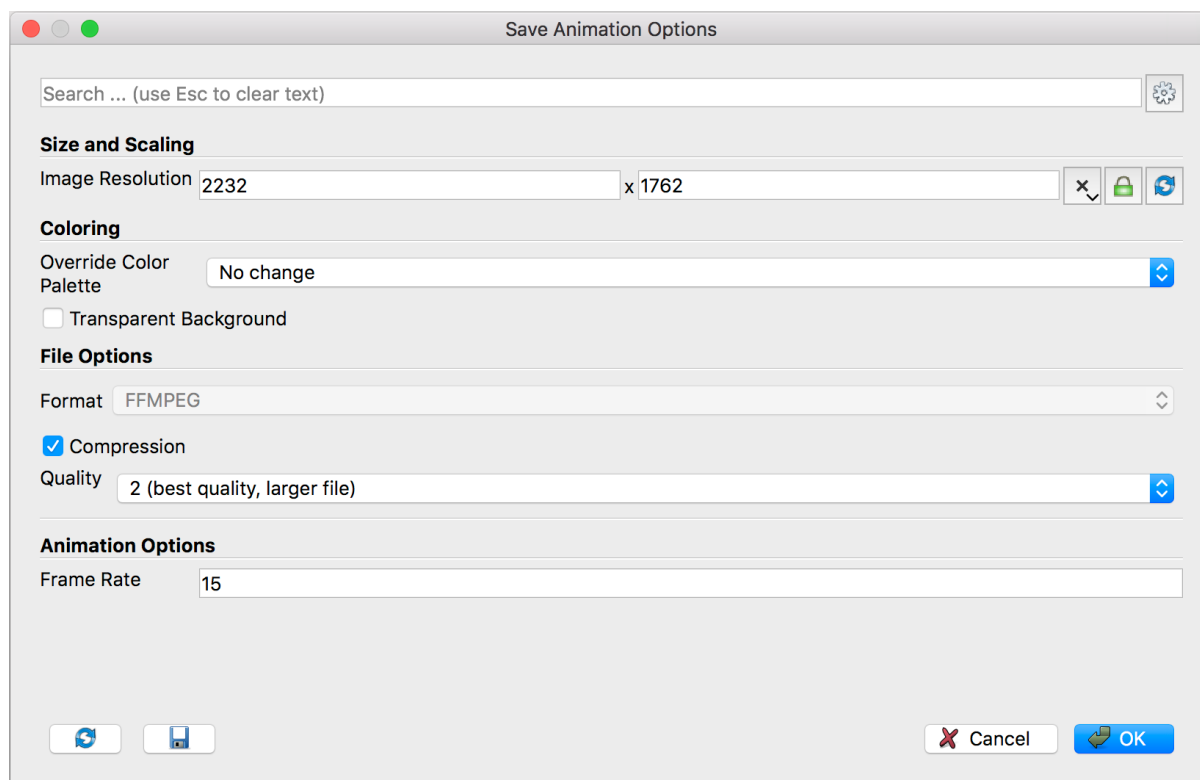 Save Animation Options
Search ... (use Esc to clear text)
Size and Scaling
Image Resolution 2232 x 1762
Coloring
Override Color
Palette
No change
Transparent Background
File Options
Format FFMPEG
Compression
Quality 2 (best quality, larger file)
Animation Options
Frame Rate 15
Cancel OK